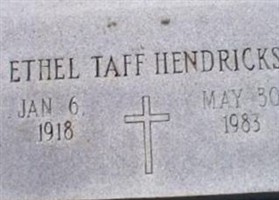 ETHEL TAFF HENDRICKS
JAN 6. MAY 30
1918 1983